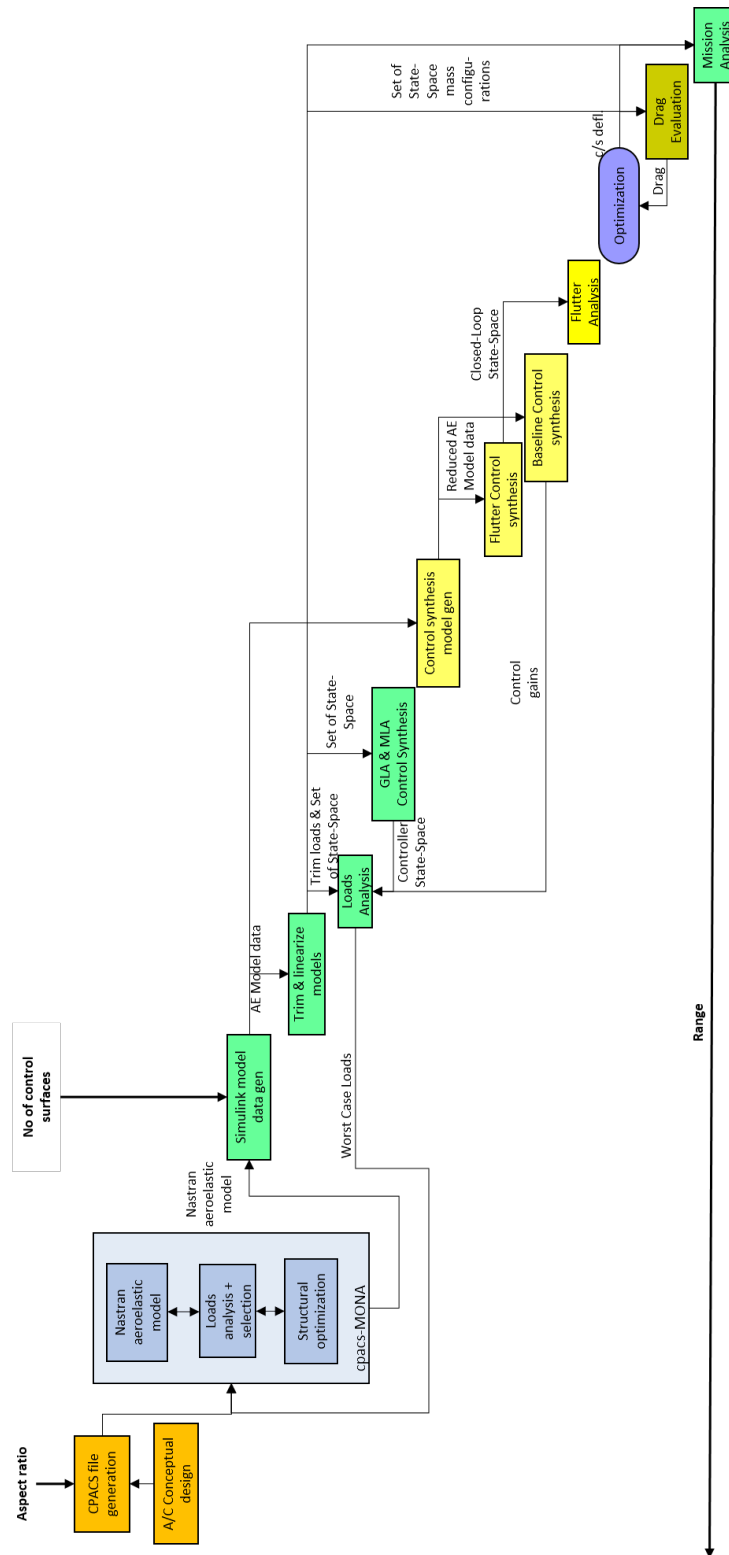 Aspect ratio
CPACS file
generation
A/C Conceptual
design
Nastran
aeroelastic
model
Loads
analysis +
selection
Structural
optimization
cpacs-MONA
Nastran
aeroelastic
model
No of control
surfaces
Simulink model
data gen
AE Model data
Trim & linearize
models
Worst Case Loads
Trim loads & Set
of State-Space
Loads
Analysis
Controller
State-Space
Set of State-
Space
GLA & MLA
Control Synthesis
Control synthesis
model gen
Control
gains
Reduced AE
Model data
Flutter Control
synthesis
Baseline Control
synthesis
Closed-Loop
State-Space
Flutter
Analysis
Optimization
c/s defl.
Drag
Drag
Evaluation
Set of
State-
Space
mass
configu-
rations
Mission
Analysis
Range